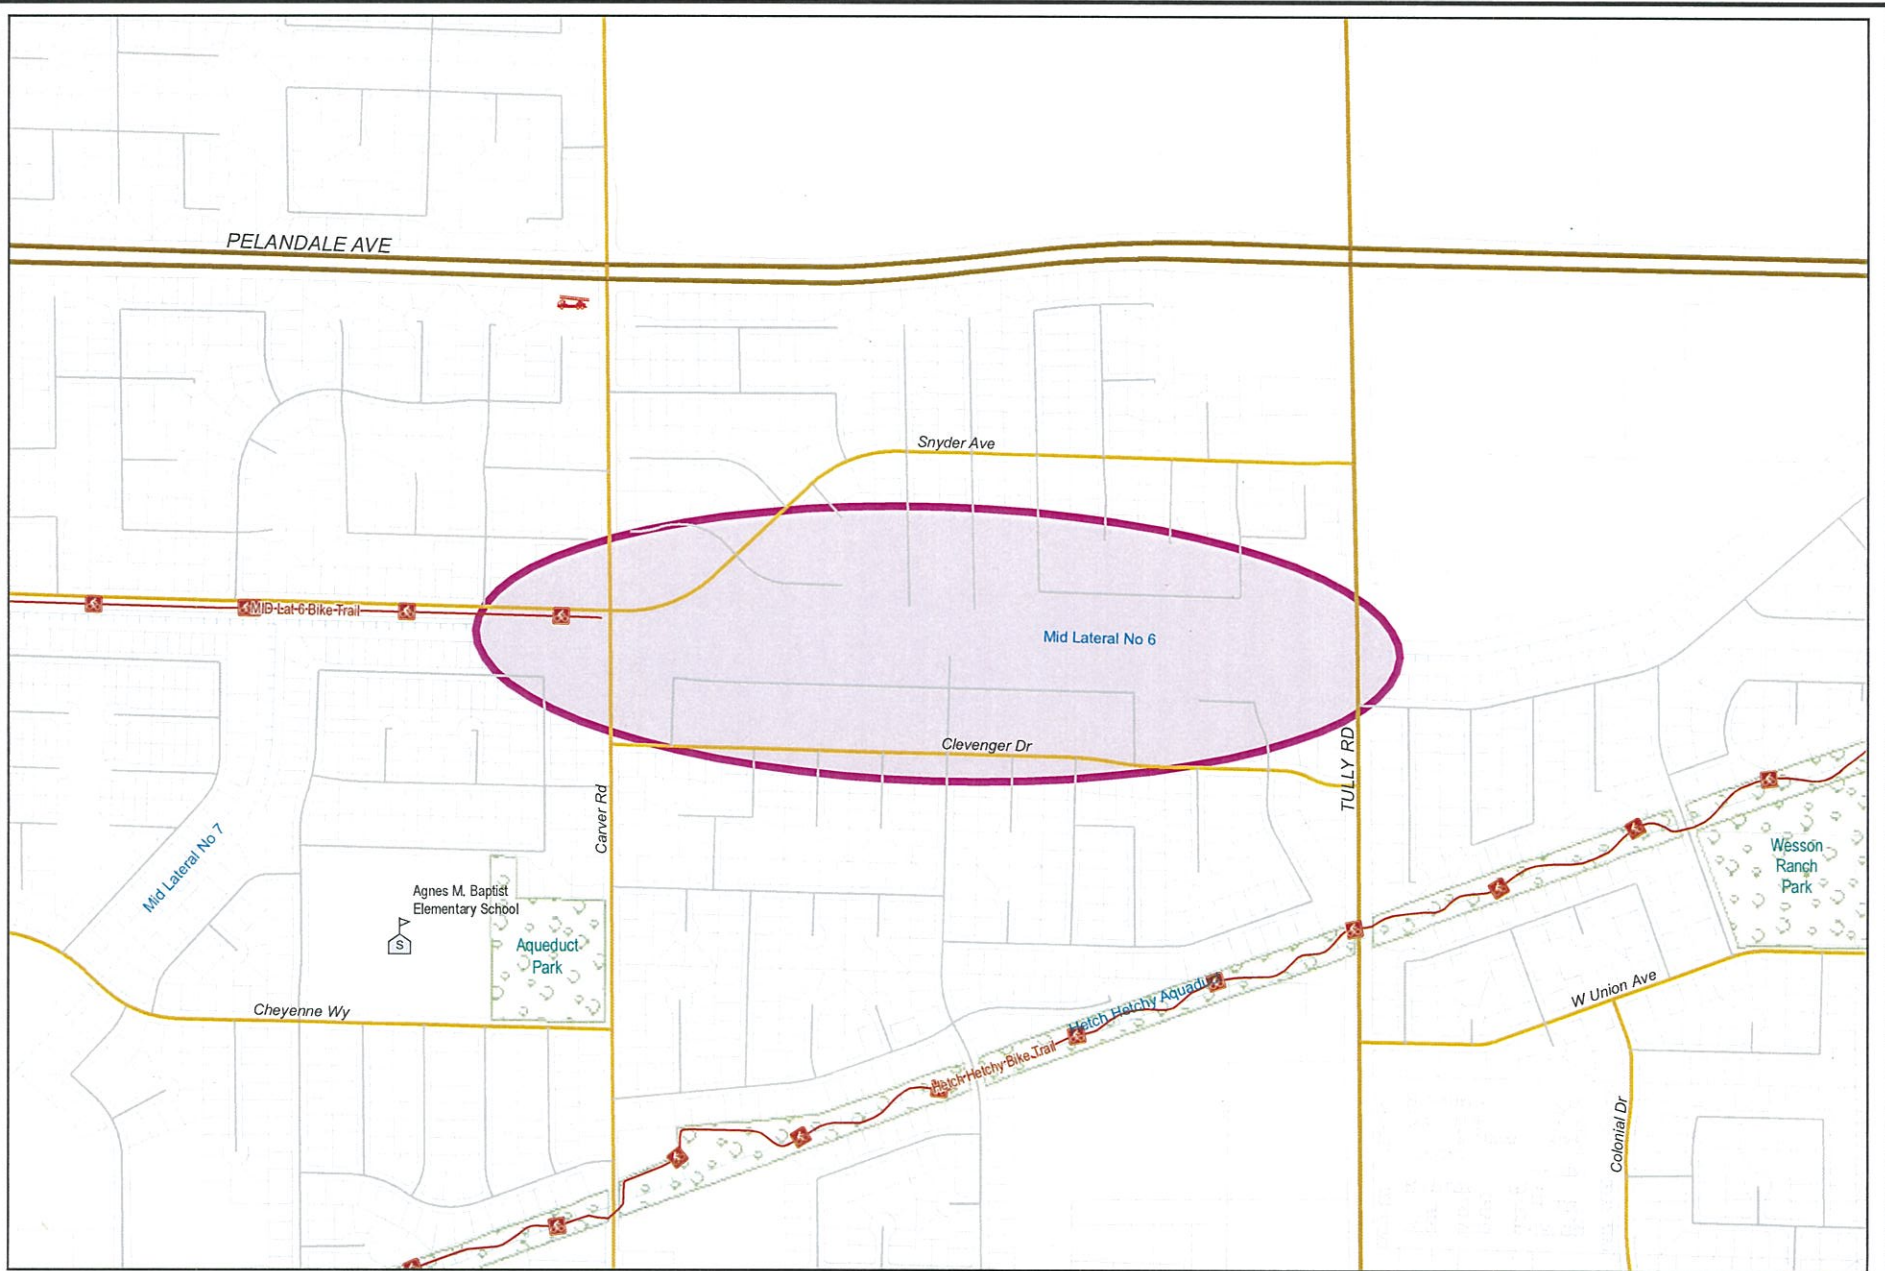 PELANDALE AVE
Snyder Ave
MID Lat 6 Bike Trail
Mid Lateral No 6
Clevenger Dr
TULLY RD
Carver Rd
Mid Lateral No 7
Agnes M. Baptist
Elementary School
S
Aqueduct
Park
Wesson
Ranch
Park
Cheyenne Wy
Hetch Hetchy Aquaduct
Hetch Hetchy Bike Trail
W Union Ave
Colonial Dr